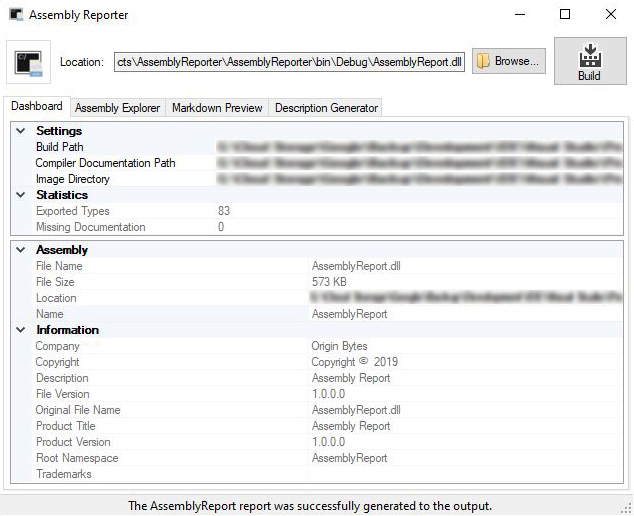 Assembly Reporter
Location: cts\AssemblyReporter\AssemblyReporter\bin\Debug\AssemblyReport.dll Browse... Build
Dashboard Assembly Explorer Markdown Preview Description Generator
Settings
Build Path
Compiler Documentation Path
Image Directory
Statistics
Exported Types 83
Missing Documentation 0
Assembly
File Name AssemblyReport.dll
File Size 573 KB
Location
Name AssemblyReport
Information
Company Origin Bytes
Copyright Copyright © 2019
Description Assembly Report
File Version 1.0.0.0
Original File Name AssemblyReport.dll
Product Title Assembly Report
Product Version 1.0.0.0
Root Namespace AssemblyReport
Trademarks
The AssemblyReport report was successfully generated to the output.